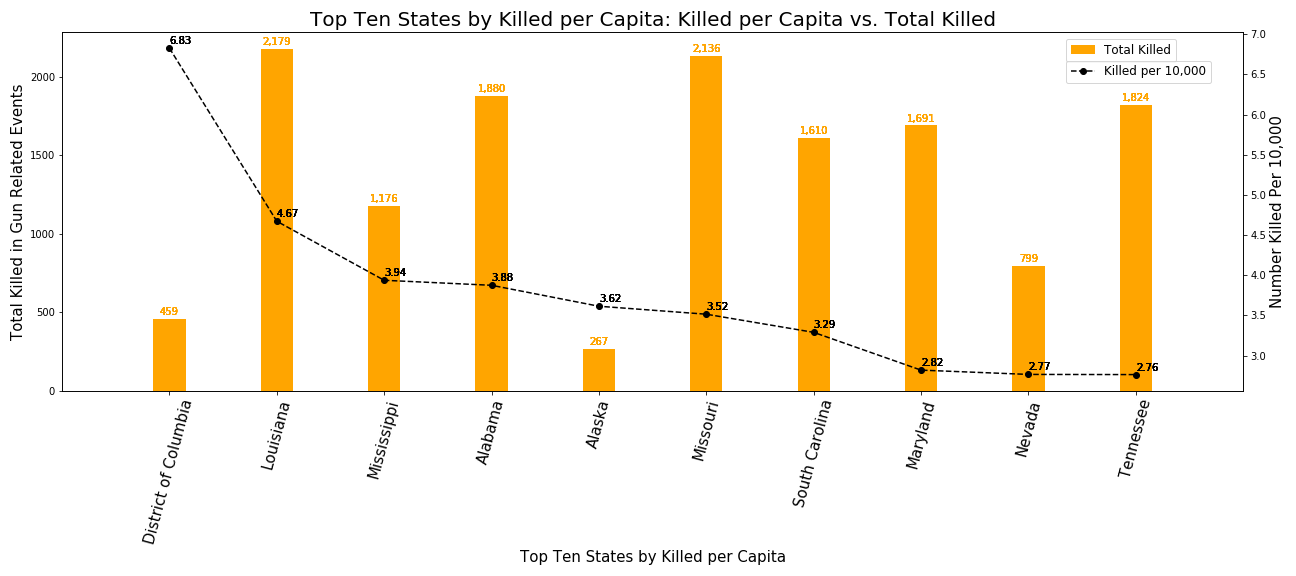 Top Ten States by Killed per Capita: Killed per Capita vs. Total Killed
Total Killed
Killed per 10,000
Total Killed in Gun Related Events
2000
1500
1000
500
0
Number Killed Per 10,000
7.0
6.5
6.0
5.5
5.0
4.5
4.0
3.5
3.0
6.83
4.67
3.94
3.88
3.62
3.52
3.29
2.82
2.77
2.76
459
2,179
1,176
1,880
267
2,136
1,610
1,691
799
1,824
District of Columbia
Louisiana
Mississippi
Alabama
Alaska
Missouri
South Carolina
Maryland
Nevada
Tennessee
Top Ten States by Killed per Capita